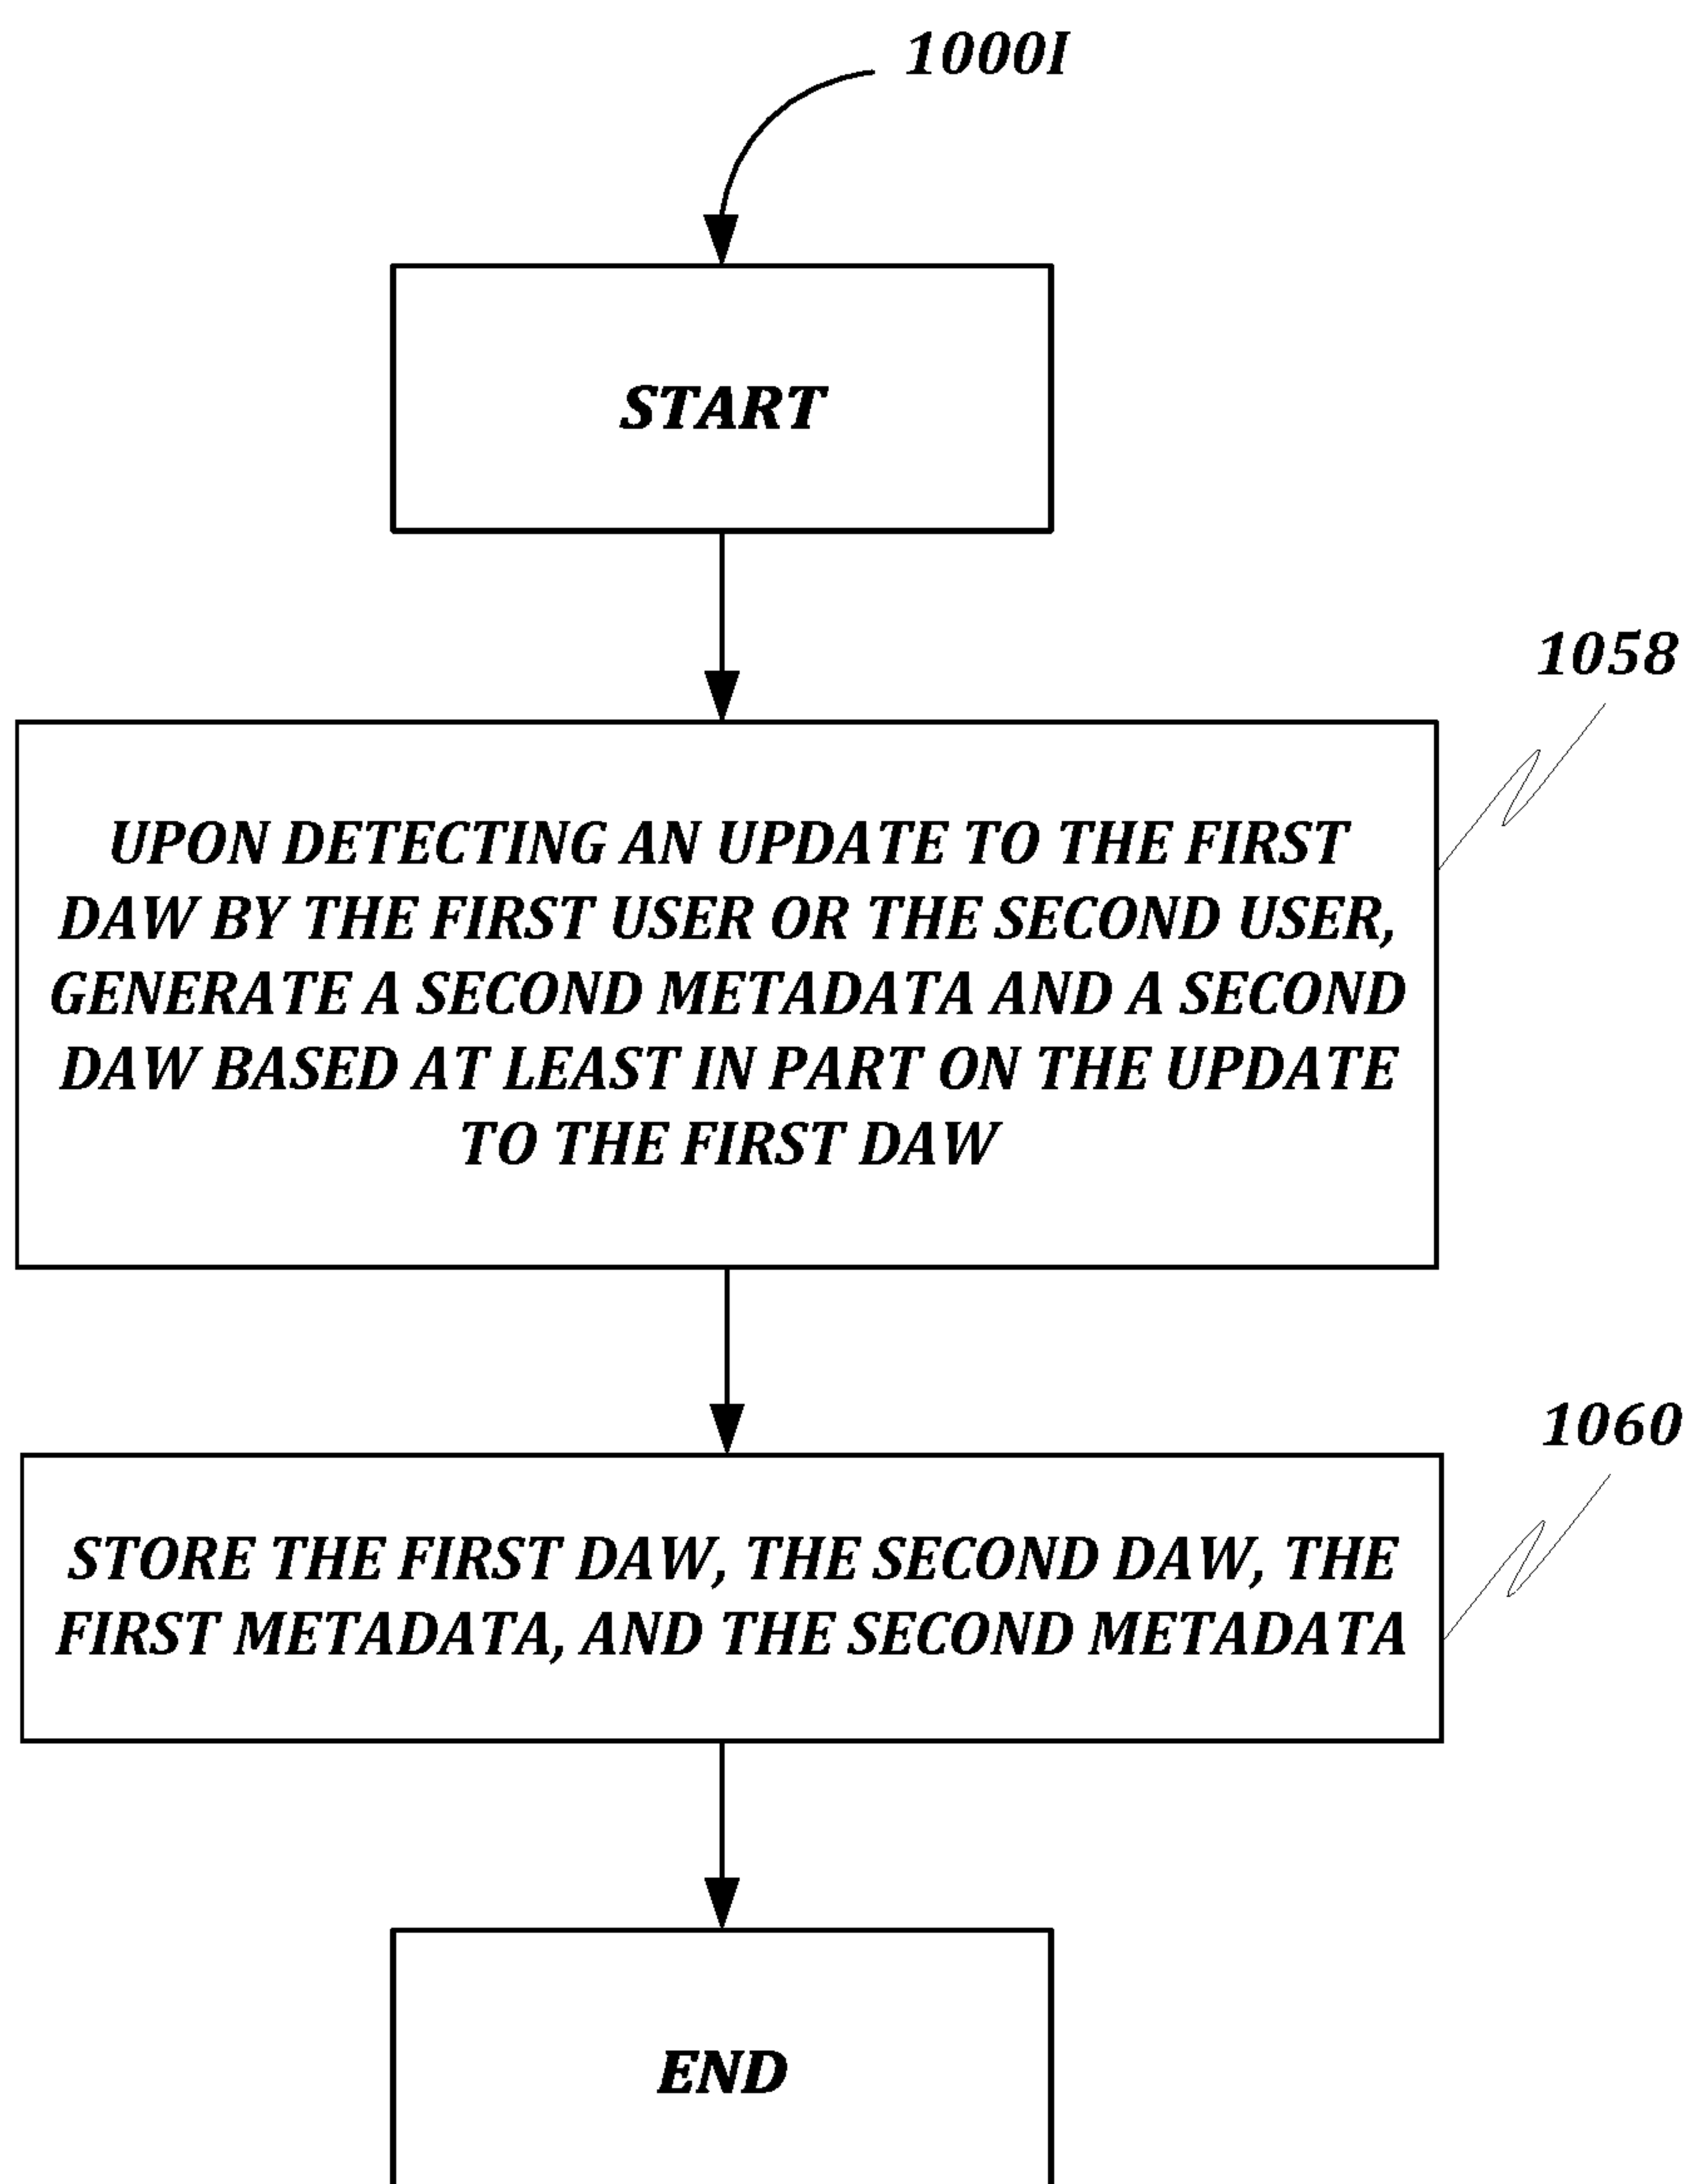 1000I
START
1058
UPON DETECTING AN UPDATE TO THE FIRST
DAW BY THE FIRST USER OR THE SECOND USER,
GENERATE A SECOND METADATA AND A SECOND
DAW BASED AT LEAST IN PART ON THE UPDATE
TO THE FIRST DAW
1060
STORE THE FIRST DAW, THE SECOND DAW, THE
FIRST METADATA, AND THE SECOND METADATA
END